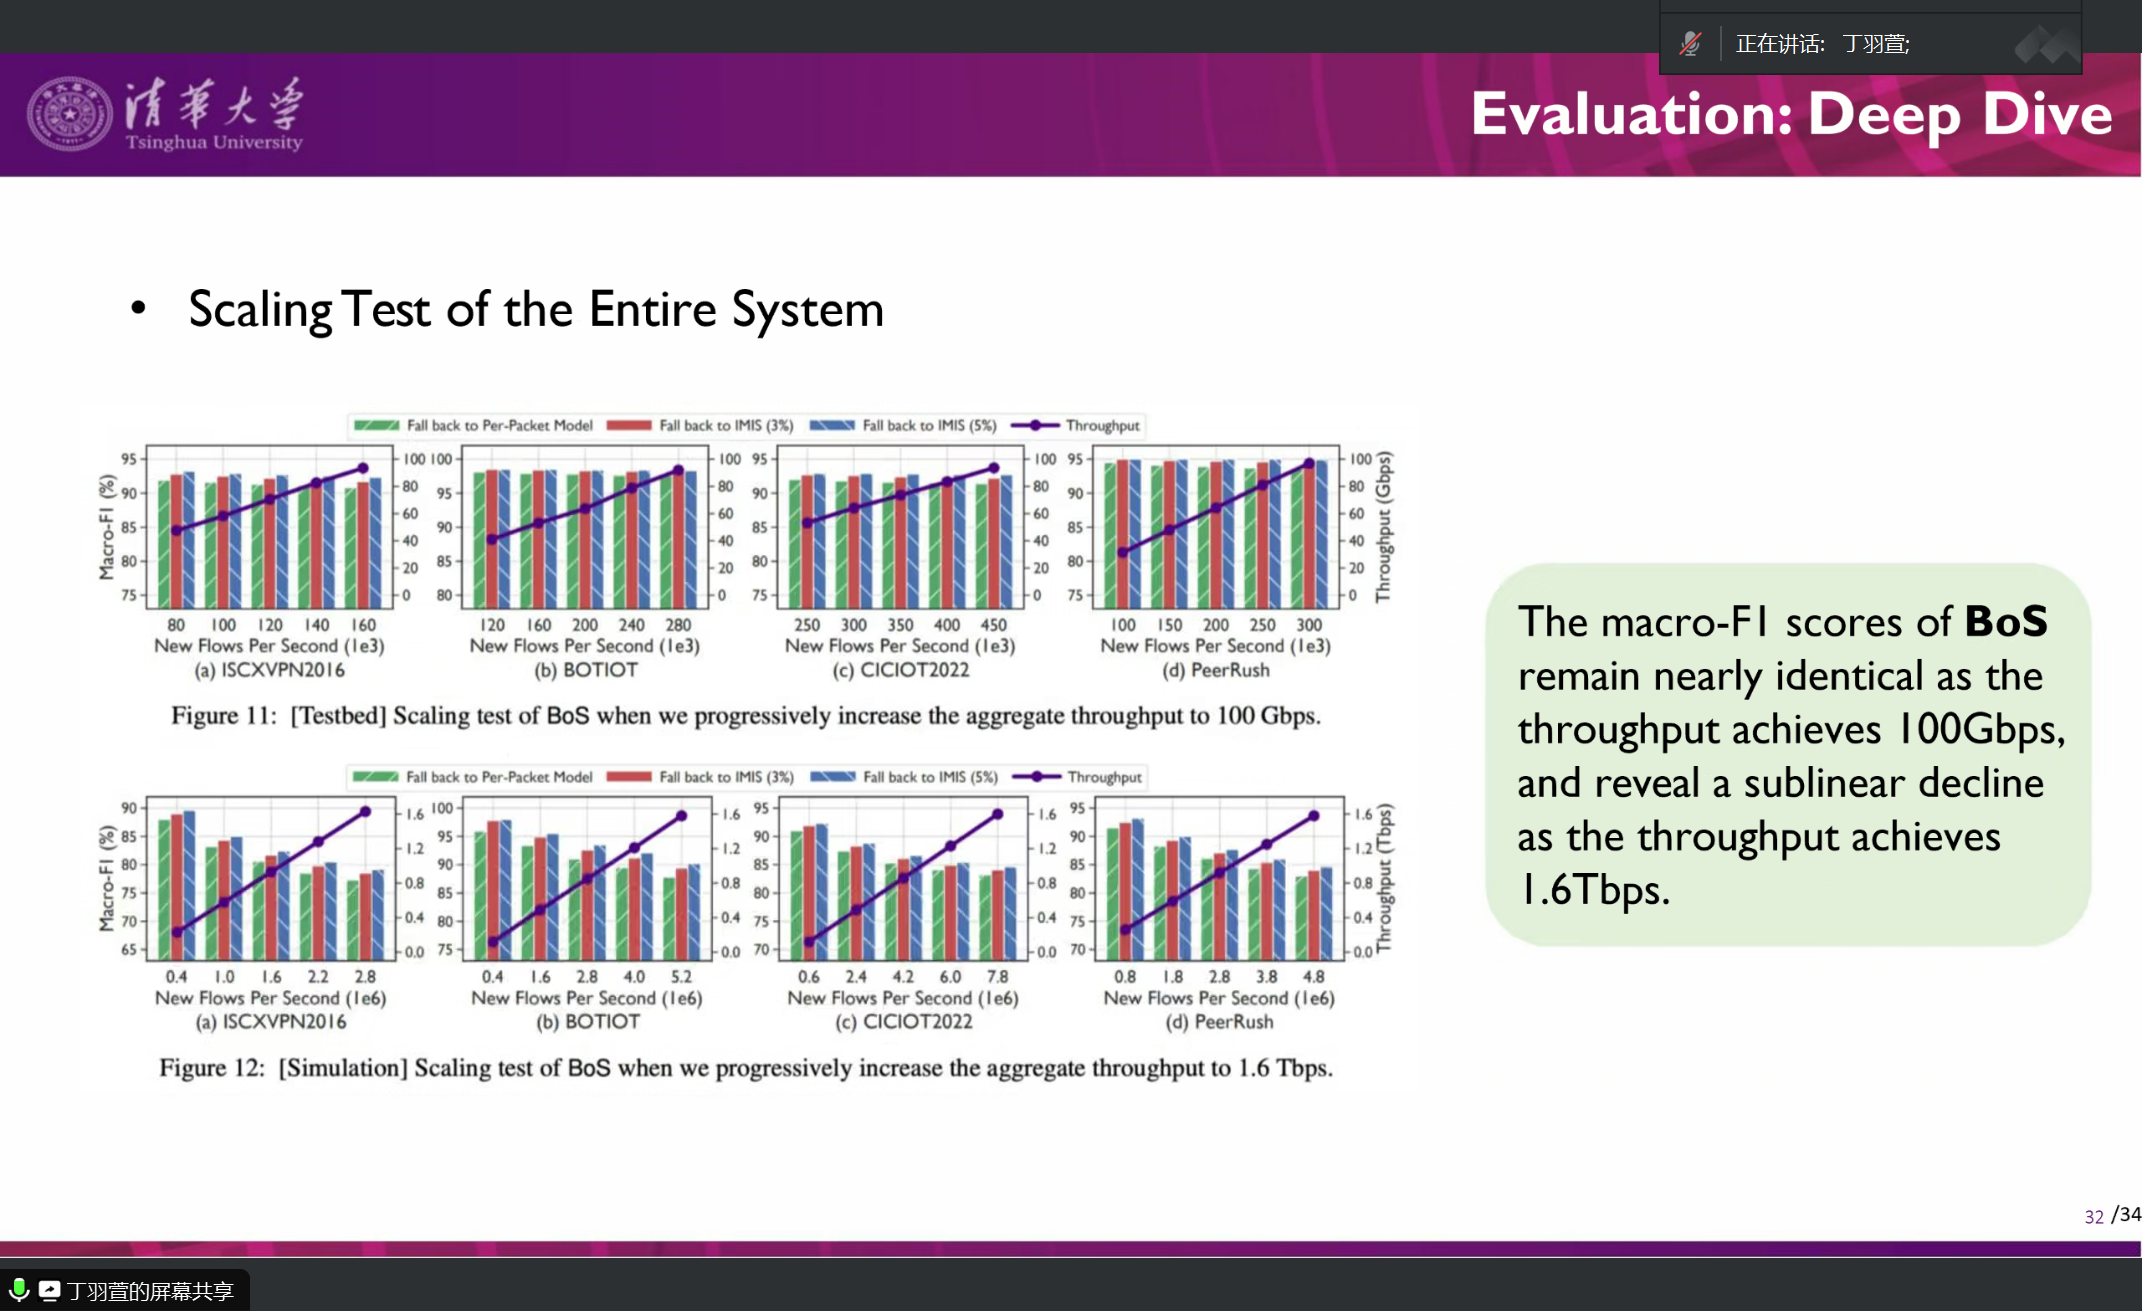 正在讲话: 丁羽萱;
清華大学
Tsinghua University
Evaluation: Deep Dive
• Scaling Test of the Entire System
Fall back to Per-Packet Model Fall back to IMIS (3%) Fall back to IMIS (5%) Throughput
Macro-F1 (%)
95 90 85 80 75
100 80 60 40 20 0
80 100 120 140 160
New Flows Per Second (1e3)
(a) ISCXVPN2016
100 95 90 85 80
100 80 60 40 20 0
120 160 200 240 280
New Flows Per Second (1e3)
(b) BOTIOT
95 90 85 80 75
100 80 60 40 20 0
250 300 350 400 450
New Flows Per Second (1e3)
(c) CICIOT2022
95 90 85 80 75
100 80 60 40 20 0
Throughput (Gbps)
100 150 200 250 300
New Flows Per Second (1e3)
(d) PeerRush
Figure 11: [Testbed] Scaling test of BoS when we progressively increase the aggregate throughput to 100 Gbps.
Fall back to Per-Packet Model Fall back to IMIS (3%) Fall back to IMIS (5%) Throughput
Macro-F1 (%)
90 85 80 75 70 65
1.6 1.2 0.8 0.4 0.0
0.4 1.0 1.6 2.2 2.8
New Flows Per Second (1e6)
(a) ISCXVPN2016
100 95 90 85 80 75
1.6 1.2 0.8 0.4 0.0
0.4 1.6 2.8 4.0 5.2
New Flows Per Second (1e6)
(b) BOTIOT
95 90 85 80 75 70
1.6 1.2 0.8 0.4 0.0
0.6 2.4 4.2 6.0 7.8
New Flows Per Second (1e6)
(c) CICIOT2022
95 90 85 80 75 70
1.6 1.2 0.8 0.4 0.0
Throughput (Tbps)
0.8 1.8 2.8 3.8 4.8
New Flows Per Second (1e6)
(d) PeerRush
Figure 12: [Simulation] Scaling test of BoS when we progressively increase the aggregate throughput to 1.6 Tbps.
The macro-F1 scores of BoS
remain nearly identical as the
throughput achieves 100Gbps,
and reveal a sublinear decline
as the throughput achieves
1.6Tbps.
32 /34
丁羽萱的屏幕共享